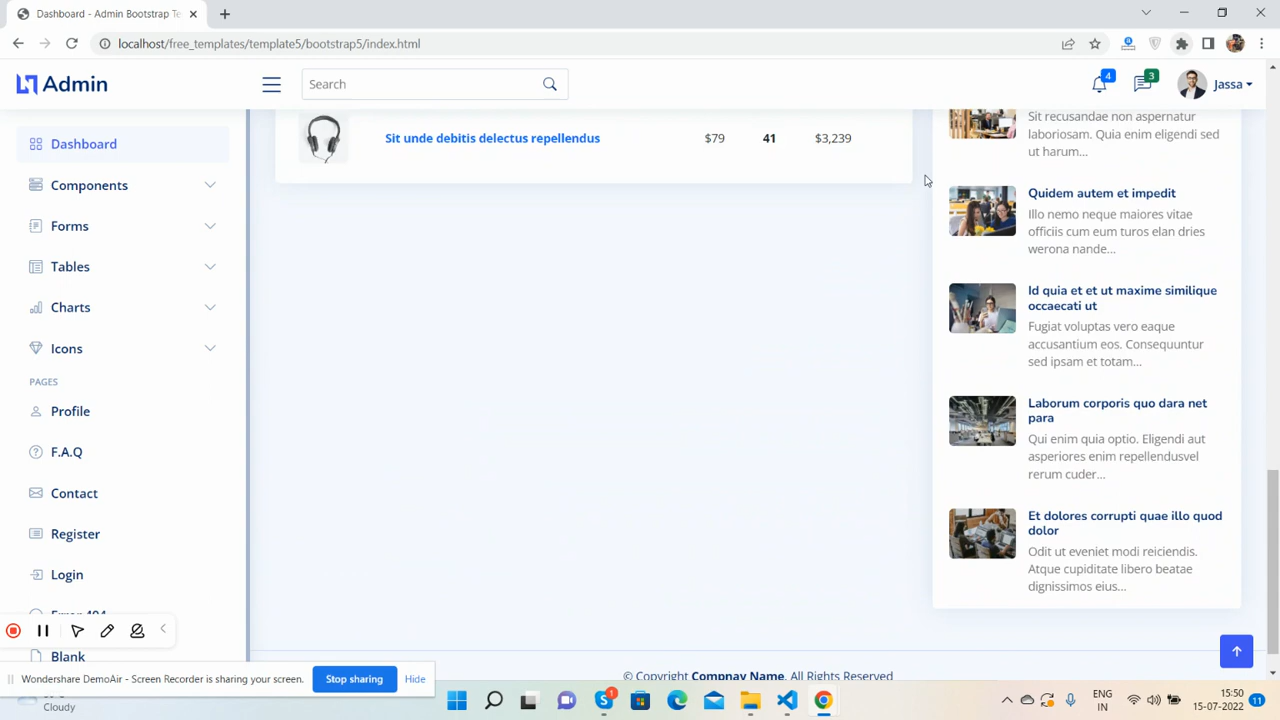 Dashboard - Admin Bootstrap Te
localhost/free_templates/template5/bootstrap5/index.html
Admin
Search
4
3
Jassa
Dashboard
Components
Forms
Tables
Charts
Icons
PAGES
Profile
F.A.Q
Contact
Register
Login
Error 404
Blank
Sit unde debitis delectus repellendus $79 41 $3,239
Sit recusandae non aspernatur
laboriosam. Quia enim eligendi sed
ut harum...
Quidem autem et impedit
Illo nemo neque maiores vitae
officiis cum eum turos elan dries
werona nande...
Id quia et et ut maxime similique
occaecati ut
Fugiat voluptas vero eaque
accusantium eos. Consequuntur
sed ipsam et totam...
Laborum corporis quo dara net
para
Qui enim quia optio. Eligendi aut
asperiores enim repellendusvel
rerum cuder...
Et dolores corrupti quae illo quod
dolor
Odit ut eveniet modi reiciendis.
Atque cupiditate libero beatae
dignissimos eius...
© Copyright Compnay Name. All Rights Reserved
Wondershare DemoAir - Screen Recorder is sharing your screen. Stop sharing Hide
Cloudy
1
ENG
IN
15:50
15-07-2022
11